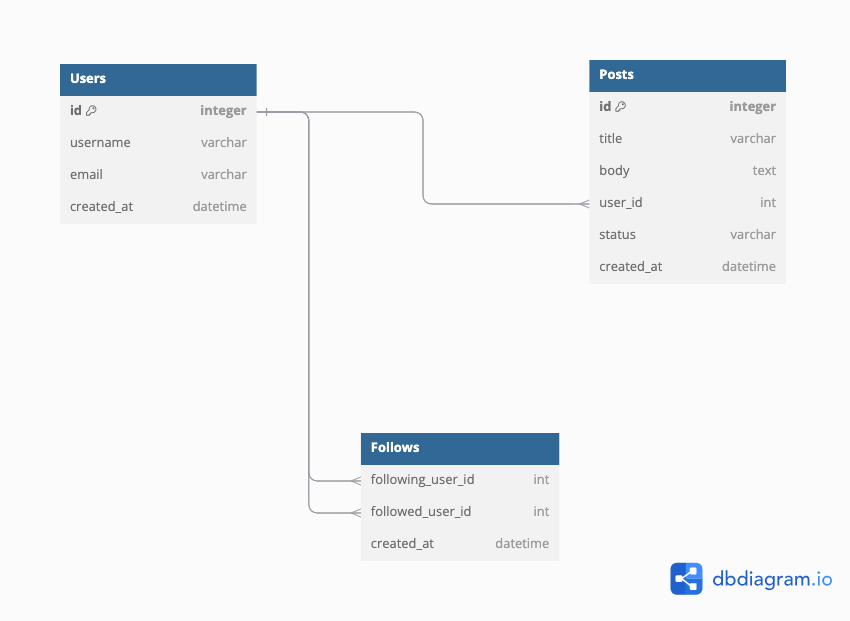 Users
id integer
username varchar
email varchar
created_at datetime
Posts
id integer
title varchar
body text
user_id int
status varchar
created_at datetime
Follows
following_user_id int
followed_user_id int
created_at datetime
dbdiagram.io